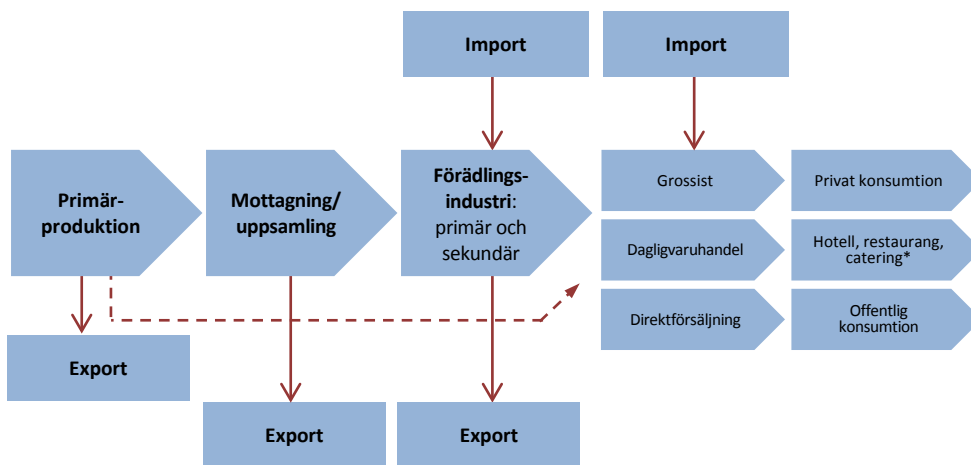 Import
Import
Primär-
produktion
Mottagning/
uppsamling
Förädlings-
industri:
primär och
sekundär
Grossist
Privat konsumtion
Dagligvaruhandel
Hotell, restaurang,
catering*
Direktförsäljning
Offentlig
konsumtion
Export
Export
Export